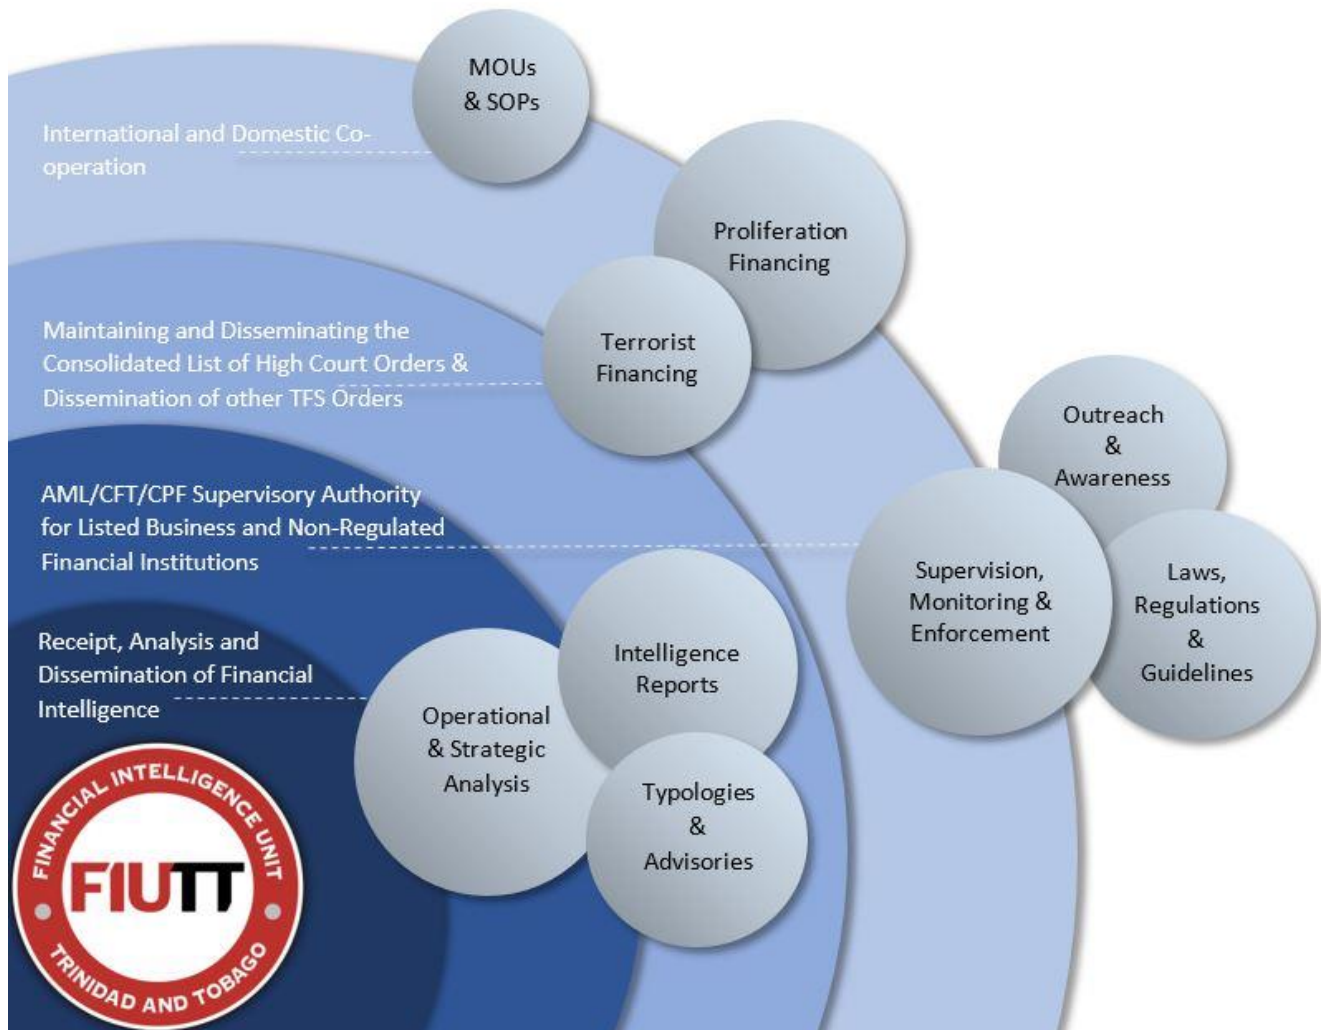 MOUs
& SOPs
International and Domestic Co-
operation
Proliferation
Financing
Terrorist
Financing
Maintaining and Disseminating the
Consolidated List of High Court Orders &
Dissemination of other TFS Orders
Outreach
&
Awareness
AML/CFT/CPF Supervisory Authority
for Listed Business and Non-Regulated
Financial Institutions
Supervision,
Monitoring &
Enforcement
Laws,
Regulations
&
Guidelines
Receipt, Analysis and
Dissemination of Financial
Intelligence
Intelligence
Reports
Operational
& Strategic
Analysis
Typologies
&
Advisories
FINANCIAL INTELLIGENCE UNIT
FIUTT
TRINIDAD AND TOBAGO